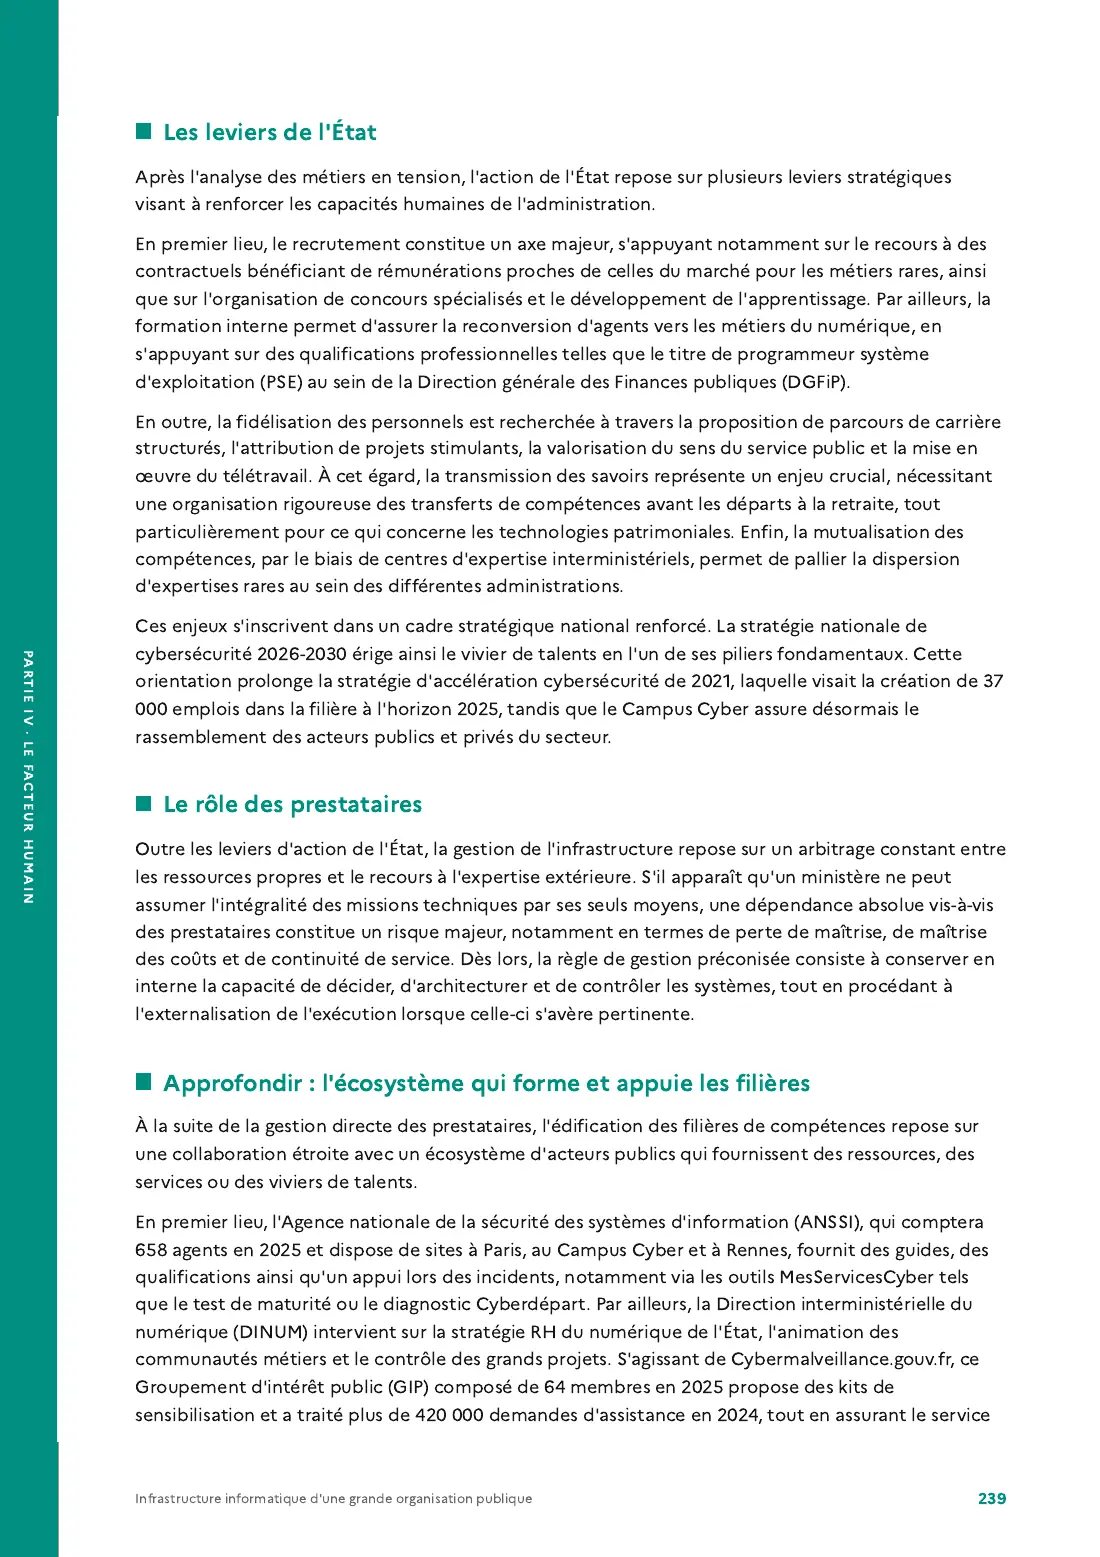 Les leviers de l'État
Après l'analyse des métiers en tension, l'action de l'État repose sur plusieurs leviers stratégiques
visant à renforcer les capacités humaines de l'administration.
En premier lieu, le recrutement constitue un axe majeur, s'appuyant notamment sur le recours à des
contractuels bénéficiant de rémunérations proches de celles du marché pour les métiers rares, ainsi
que sur l'organisation de concours spécialisés et le développement de l'apprentissage. Par ailleurs, la
formation interne permet d'assurer la reconversion d'agents vers les métiers du numérique, en
s'appuyant sur des qualifications professionnelles telles que le titre de programmeur système
d'exploitation (PSE) au sein de la Direction générale des Finances publiques (DGFiP).
En outre, la fidélisation des personnels est recherchée à travers la proposition de parcours de carrière
structurés, l'attribution de projets stimulants, la valorisation du sens du service public et la mise en
œuvre du télétravail. À cet égard, la transmission des savoirs représente un enjeu crucial, nécessitant
une organisation rigoureuse des transferts de compétences avant les départs à la retraite, tout
particulièrement pour ce qui concerne les technologies patrimoniales. Enfin, la mutualisation des
compétences, par le biais de centres d'expertise interministériels, permet de pallier la dispersion
d'expertises rares au sein des différentes administrations.
Ces enjeux s'inscrivent dans un cadre stratégique national renforcé. La stratégie nationale de
cybersécurité 2026-2030 érige ainsi le vivier de talents en l'un de ses piliers fondamentaux. Cette
orientation prolonge la stratégie d'accélération cybersécurité de 2021, laquelle visait la création de 37
000 emplois dans la filière à l'horizon 2025, tandis que le Campus Cyber assure désormais le
rassemblement des acteurs publics et privés du secteur.
Le rôle des prestataires
Outre les leviers d'action de l'État, la gestion de l'infrastructure repose sur un arbitrage constant entre
les ressources propres et le recours à l'expertise extérieure. S'il apparaît qu'un ministère ne peut
assumer l'intégralité des missions techniques par ses seuls moyens, une dépendance absolue vis-à-vis
des prestataires constitue un risque majeur, notamment en termes de perte de maîtrise, de maîtrise
des coûts et de continuité de service. Dès lors, la règle de gestion préconisée consiste à conserver en
interne la capacité de décider, d'architecturer et de contrôler les systèmes, tout en procédant à
l'externalisation de l'exécution lorsque celle-ci s'avère pertinente.
Approfondir : l'écosystème qui forme et appuie les filières
À la suite de la gestion directe des prestataires, l'édification des filières de compétences repose sur
une collaboration étroite avec un écosystème d'acteurs publics qui fournissent des ressources, des
services ou des viviers de talents.
En premier lieu, l'Agence nationale de la sécurité des systèmes d'information (ANSSI), qui comptera
658 agents en 2025 et dispose de sites à Paris, au Campus Cyber et à Rennes, fournit des guides, des
qualifications ainsi qu'un appui lors des incidents, notamment via les outils MesServicesCyber tels
que le test de maturité ou le diagnostic Cyberdépart. Par ailleurs, la Direction interministérielle du
numérique (DINUM) intervient sur la stratégie RH du numérique de l'État, l'animation des
communautés métiers et le contrôle des grands projets. S'agissant de Cybermalveillance.gouv.fr, ce
Groupement d'intérêt public (GIP) composé de 64 membres en 2025 propose des kits de
sensibilisation et a traité plus de 420 000 demandes d'assistance en 2024, tout en assurant le service
PARTIE IV · LE FACTEUR HUMAIN
Infrastructure informatique d'une grande organisation publique
239